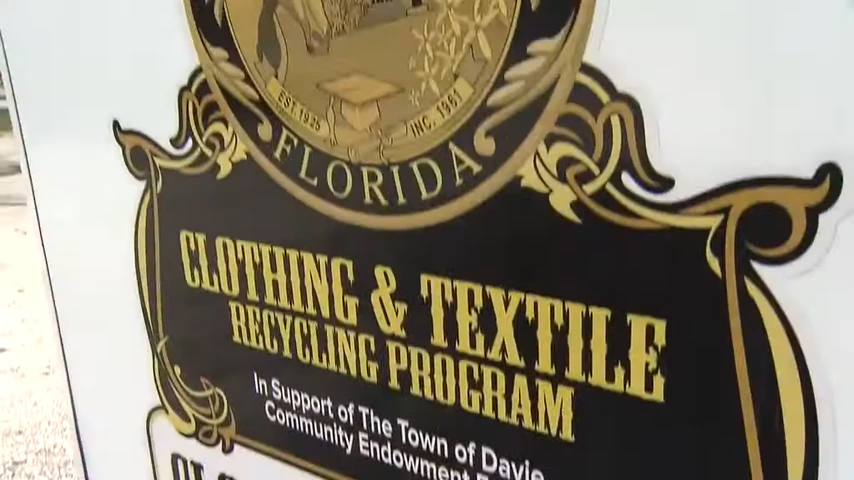 EST. 1925 INC. 1961
FLORIDA
CLOTHING & TEXTILE
RECYCLING PROGRAM
In Support of The Town of Davie
Community Endowment